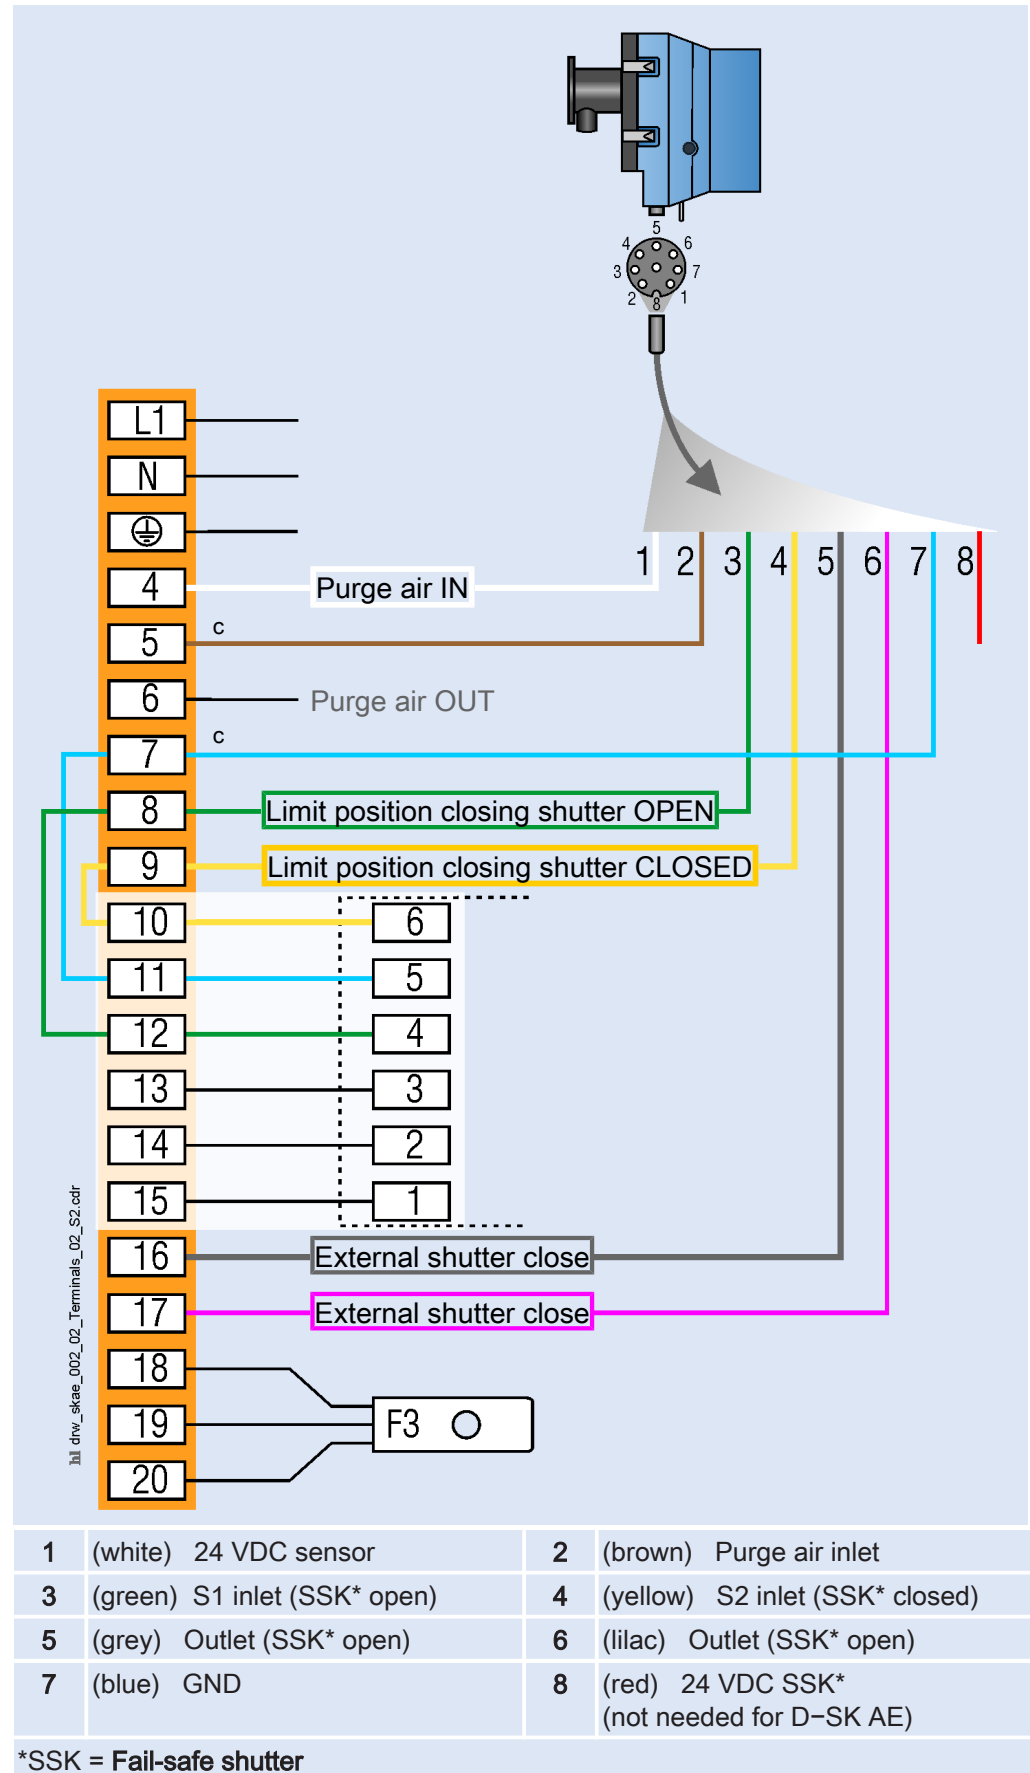 5
4 6
3 7
2 8 1
L1
N
1 2 3 4 5 6 7 8
4 Purge air IN
5 c
6 Purge air OUT
7 c
8 Limit position closing shutter OPEN
9 Limit position closing shutter CLOSED
10 6
11 5
12 4
13 3
14 2
15 1
16 External shutter close
17 External shutter close
18
19 F3
20
hl drw_skae_002_02_Terminals_02_S2.cdr
1 (white) 24 VDC sensor
2 (brown) Purge air inlet
3 (green) S1 inlet (SSK* open)
4 (yellow) S2 inlet (SSK* closed)
5 (grey) Outlet (SSK* open)
6 (lilac) Outlet (SSK* open)
7 (blue) GND
8 (red) 24 VDC SSK*
(not needed for D−SK AE)
*SSK = Fail-safe shutter